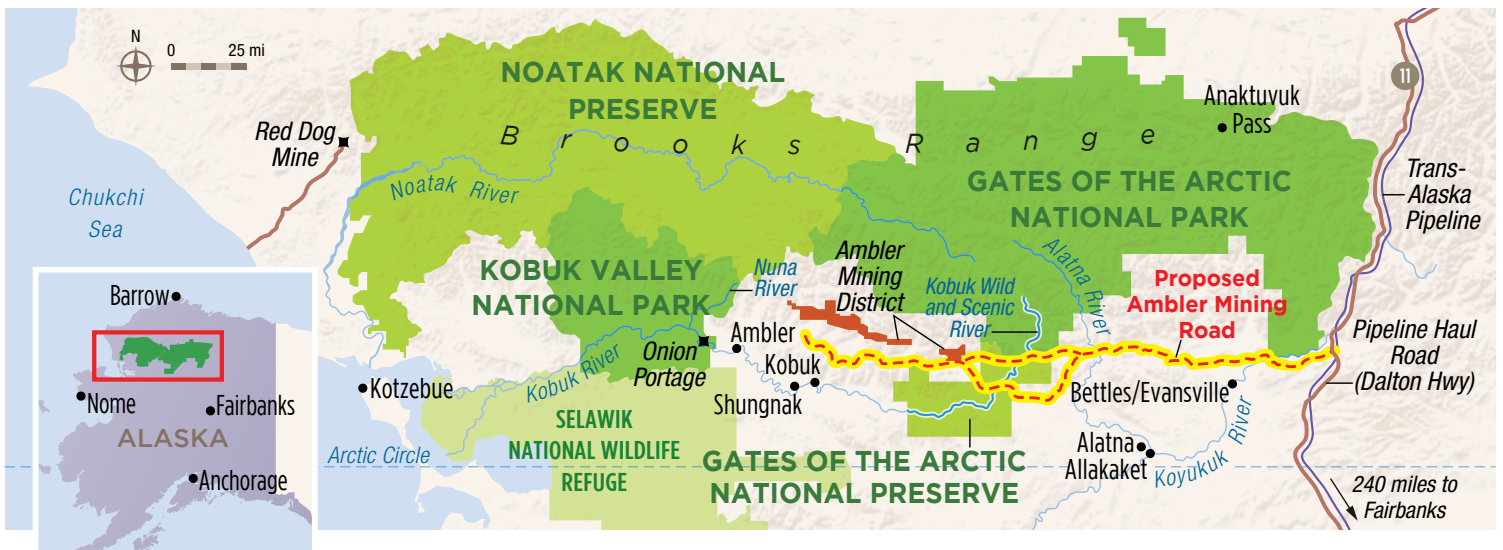 N
0 25 mi
NOATAK NATIONAL
PRESERVE
Brooks Range
11
Anaktuvuk
Pass
Red Dog
Mine
Noatak River
Chukchi
Sea
GATES OF THE ARCTIC
NATIONAL PARK
Trans-
Alaska
Pipeline
KOBUK VALLEY
NATIONAL PARK
Nuna
River
Ambler
Mining
District
Kobuk Wild
and Scenic
River
Alatna River
Proposed
Ambler Mining
Road
Pipeline Haul
Road
(Dalton Hwy)
Onion
Portage
Ambler
Kobuk
Shungnak
Kobuk River
Kotzebue
Bettles/Evansville
SELAWIK
NATIONAL WILDLIFE
REFUGE
Arctic Circle
GATES OF THE ARCTIC
NATIONAL PRESERVE
Alatna
Allakaket
Koyukuk River
240 miles to
Fairbanks
Barrow
Nome
Fairbanks
ALASKA
Anchorage